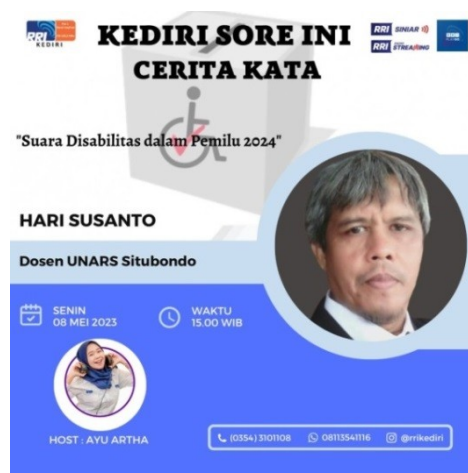 RRI
KEDIRI
KEDIRI SORE INI
CERITA KATA
RRI SINIAR
RRI STREAMING
"Suara Disabilitas dalam Pemilu 2024"
HARI SUSANTO
Dosen UNARS Situbondo
SENIN
08 MEI 2023
WAKTU
15.00 WIB
HOST : AYU ARTHA
(0354) 3101108
08113541116
@rrikediri